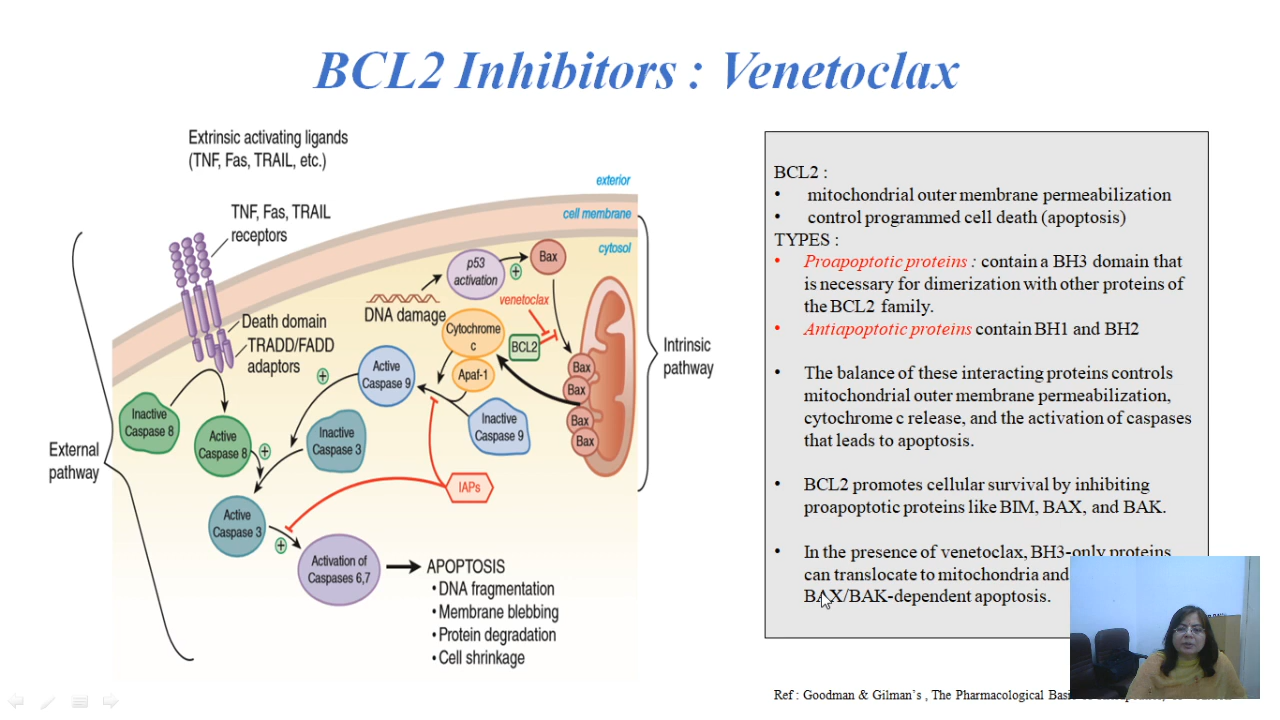 BCL2 Inhibitors : Venetoclax
Extrinsic activating ligands
(TNF, Fas, TRAIL, etc.)
exterior
cell membrane
cytosol
TNF, Fas, TRAIL
receptors
p53
activation
Bax
venetoclax
DNA damage
Cytochrome
c
BCL2
Apaf-1
Death domain
TRADD/FADD
adaptors
Active
Caspase 9
Bax
Bax
Bax
Bax
Intrinsic
pathway
Inactive
Caspase 8
Active
Caspase 8
Inactive
Caspase 3
Inactive
Caspase 9
External
pathway
IAPs
Active
Caspase 3
Activation of
Caspases 6,7
APOPTOSIS
• DNA fragmentation
• Membrane blebbing
• Protein degradation
• Cell shrinkage
BCL2 :
• mitochondrial outer membrane permeabilization
• control programmed cell death (apoptosis)
TYPES :
• Proapoptotic proteins : contain a BH3 domain that
is necessary for dimerization with other proteins of
the BCL2 family.
• Antiapoptotic proteins contain BH1 and BH2
• The balance of these interacting proteins controls
mitochondrial outer membrane permeabilization,
cytochrome c release, and the activation of caspases
that leads to apoptosis.
• BCL2 promotes cellular survival by inhibiting
proapoptotic proteins like BIM, BAX, and BAK.
• In the presence of venetoclax, BH3-only proteins
can translocate to mitochondria and
BAX/BAK-dependent apoptosis.
Ref : Goodman & Gilman's , The Pharmacological